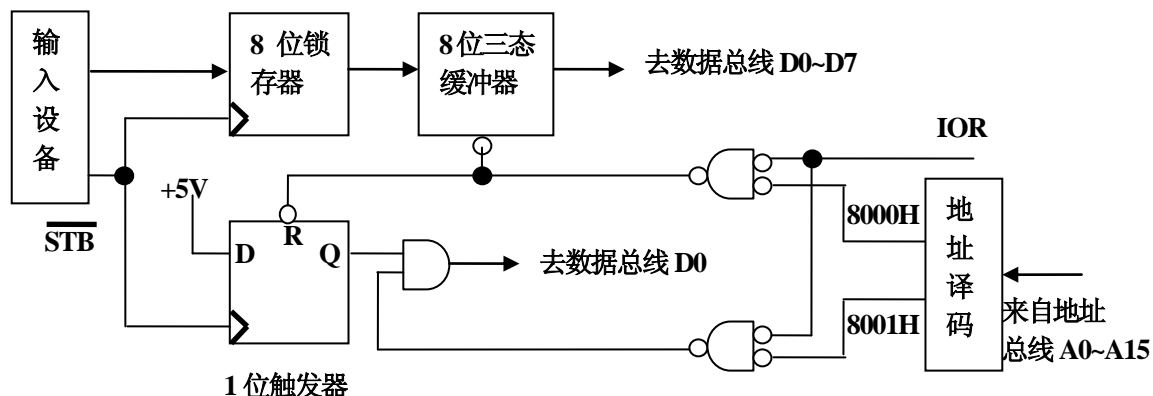 输
入
设
备
8 位锁
存器
8位三态
缓冲器
去数据总线 D0~D7
IOR
+5V
STB
D
R
Q
去数据总线 D0
8000H
8001H
地
址
译
码
来自地址
总线 A0~A15
1 位触发器